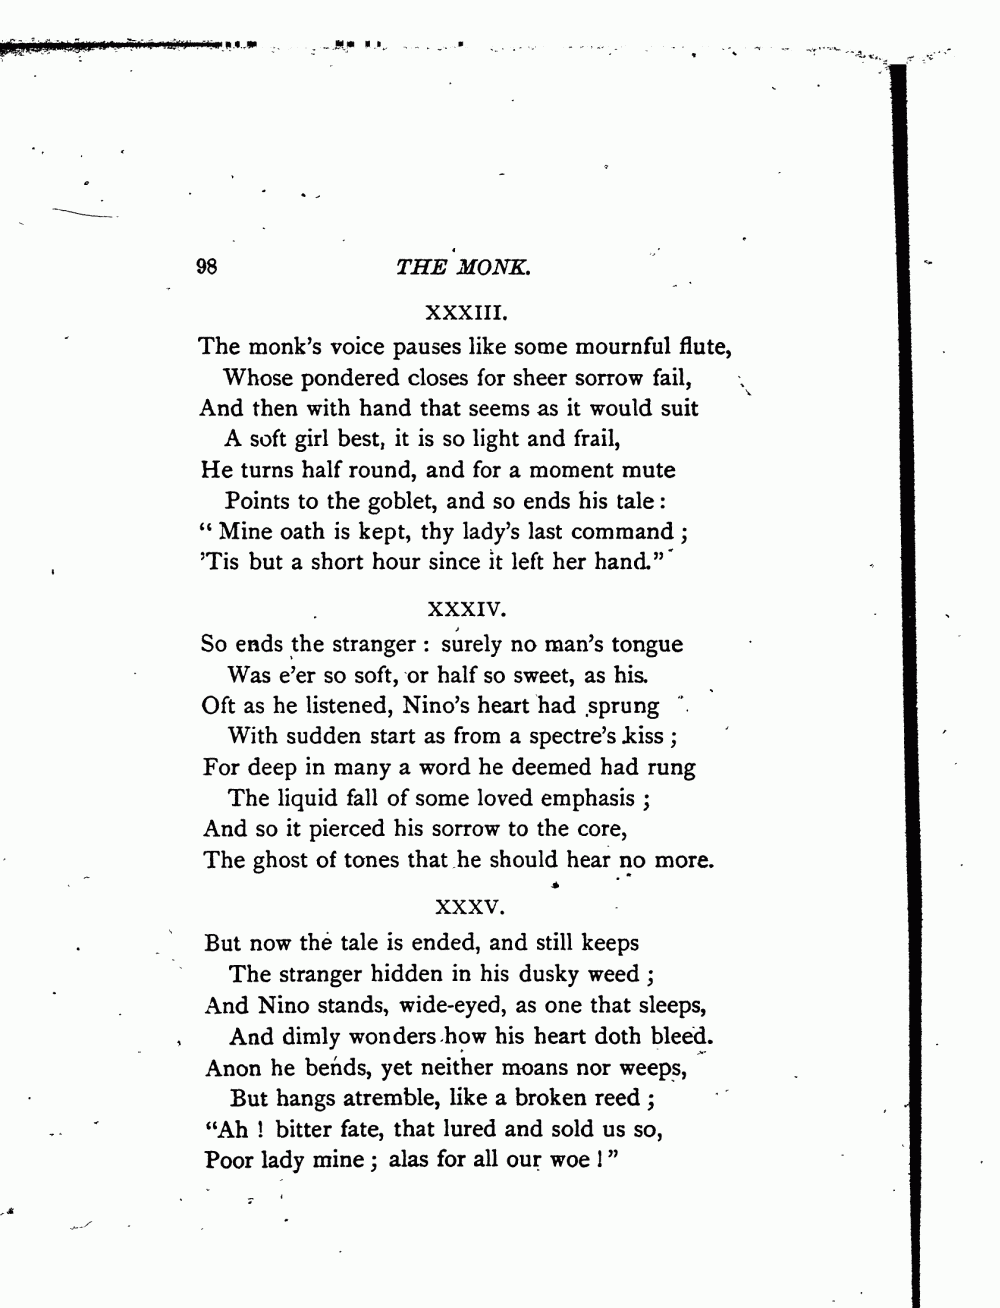 98 THE MONK.
XXXIII.
The monk's voice pauses like some mournful flute,
Whose pondered closes for sheer sorrow fail,
And then with hand that seems as it would suit
A soft girl best, it is so light and frail,
He turns half round, and for a moment mute
Points to the goblet, and so ends his tale :
“ Mine oath is kept, thy lady’s last command ;
’Tis but a short hour since it left her hand.”
XXXIV.
So ends the stranger : surely no man’s tongue
Was e’er so soft, or half so sweet, as his.
Oft as he listened, Nino’s heart had sprung
With sudden start as from a spectre’s kiss ;
For deep in many a word he deemed had rung
The liquid fall of some loved emphasis ;
And so it pierced his sorrow to the core,
The ghost of tones that he should hear no more.
XXXV.
But now the tale is ended, and still keeps
The stranger hidden in his dusky weed ;
And Nino stands, wide-eyed, as one that sleeps,
And dimly wonders how his heart doth bleed.
Anon he bends, yet neither moans nor weeps,
But hangs atremble, like a broken reed ;
“Ah ! bitter fate, that lured and sold us so,
Poor lady mine ; alas for all our woe !”